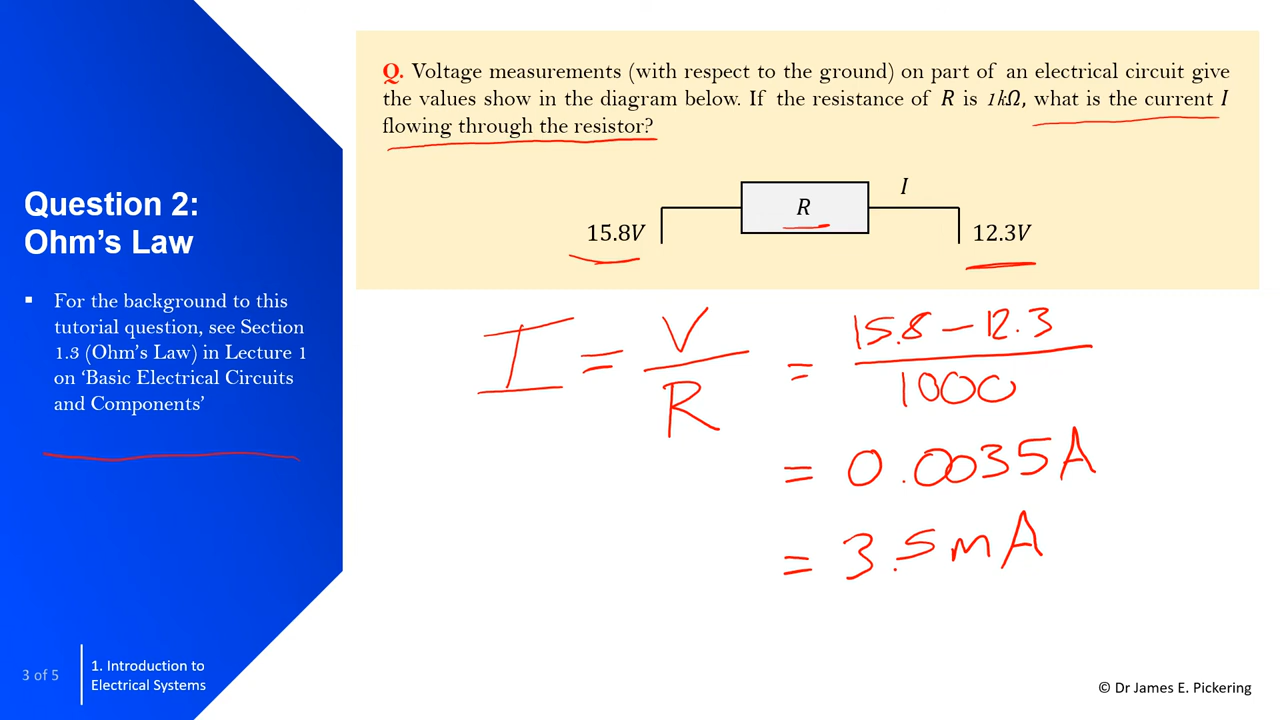 Question 2:
Ohm's Law
▪ For the background to this
tutorial question, see Section
1.3 (Ohm's Law) in Lecture 1
on 'Basic Electrical Circuits
and Components'
3 of 5
1. Introduction to
Electrical Systems
Q. Voltage measurements (with respect to the ground) on part of an electrical circuit give
the values show in the diagram below. If the resistance of R is 1kΩ, what is the current I
flowing through the resistor?
R
I
15.8V
12.3V
I = V/R = 15.8 – 12.3 / 1000
= 0.0035A
= 3.5mA
© Dr James E. Pickering